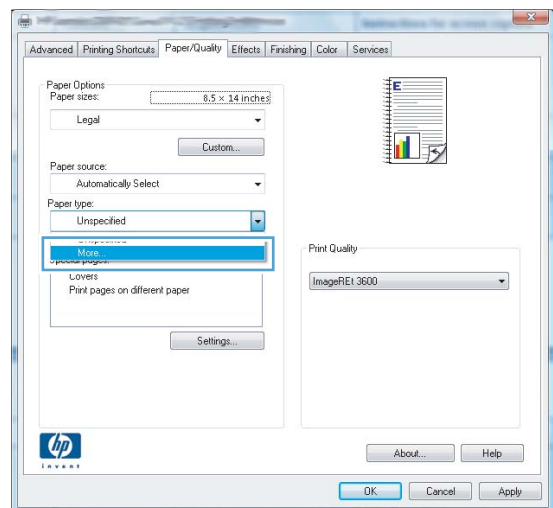 Advanced Printing Shortcuts Paper/Quality Effects Finishing Color Services
Paper Options
Paper sizes: 8.5 × 14 inches
Legal
Custom...
Paper source:
Automatically Select
Paper type:
Unspecified
More...
Covers
Print pages on different paper
Settings...
E
Print Quality
ImageREt 3600
hp
invent
About... Help
OK Cancel Apply